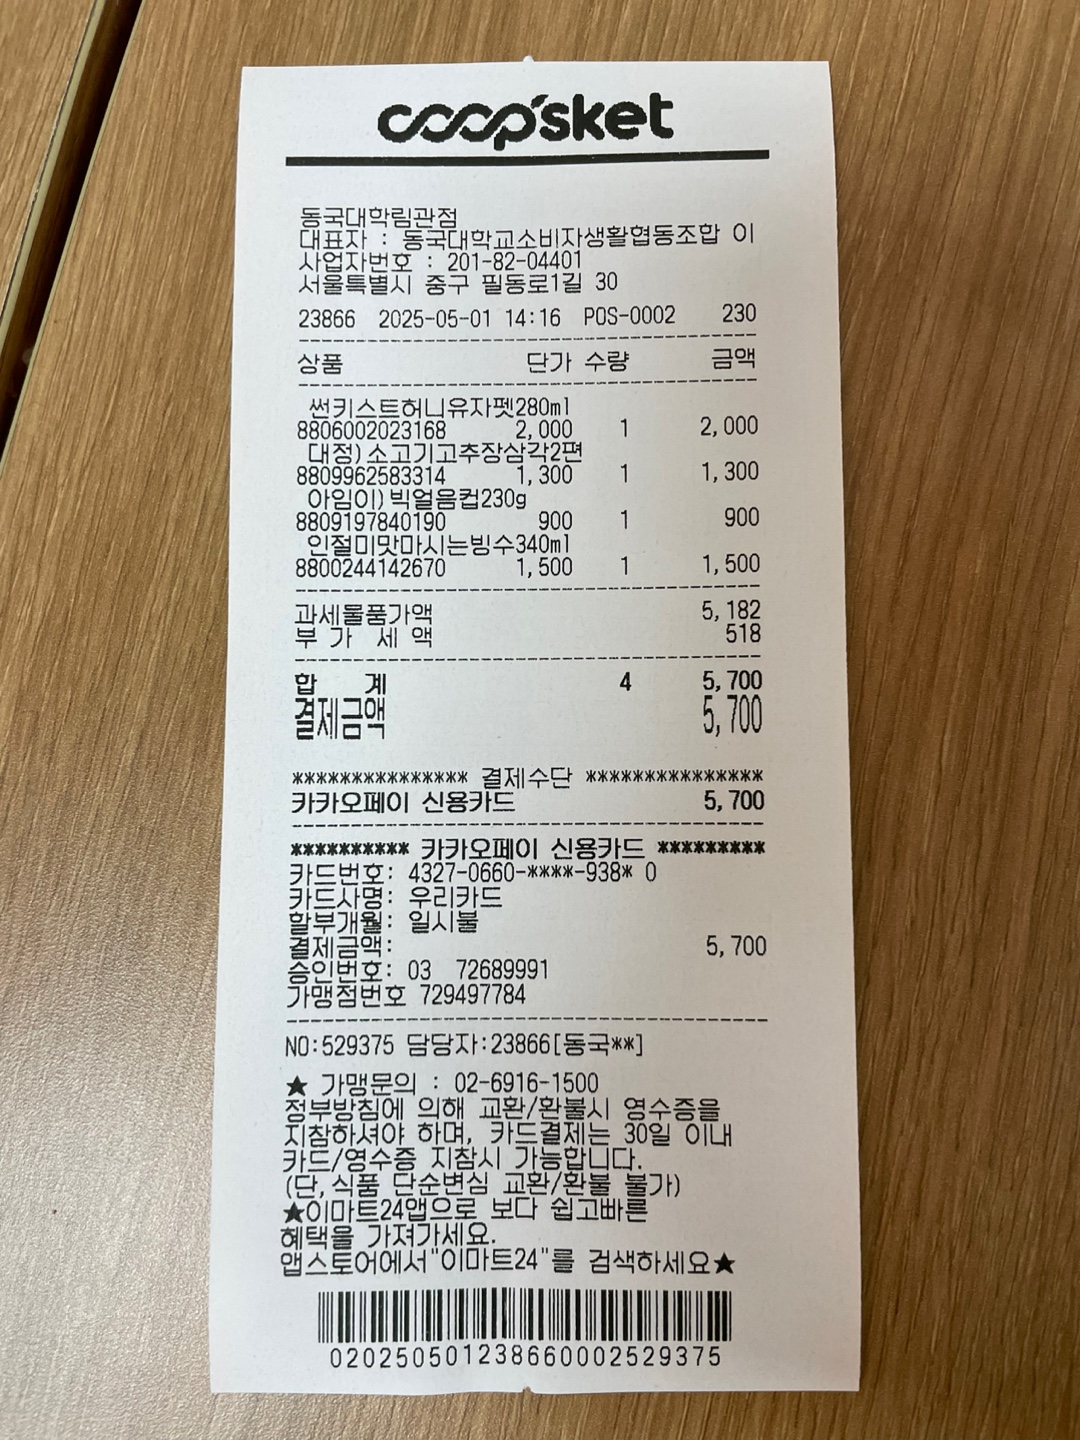 coop'sket
동국대학림관점
대표자 : 동국대학교소비자생활협동조합 이
사업자번호 : 201-82-04401
서울특별시 중구 필동로1길 30
23866 2025-05-01 14:16 POS-0002 230
상품 단가 수량 금액
썬키스트허니유자펫280ml
8806002023168 2,000 1 2,000
대정)소고기고추장삼각2편
8809962583314 1,300 1 1,300
아임이)빅얼음컵230g
8809197840190 900 1 900
인절미맛마시는빙수340ml
8800244142670 1,500 1 1,500
과세물품가액 5,182
부 가 세 액 518
합 계 4 5,700
결제금액 5,700
*************** 결제수단 ***************
카카오페이 신용카드 5,700
********** 카카오페이 신용카드 *********
카드번호: 4327-0660-****-938* 0
카드사명: 우리카드
할부개월: 일시불
결제금액: 5,700
승인번호: 03 72689991
가맹점번호 729497784
NO:529375 담당자:23866[동국**]
★ 가맹문의 : 02-6916-1500
정부방침에 의해 교환/환불시 영수증을
지참하셔야 하며, 카드결제는 30일 이내
카드/영수증 지참시 가능합니다.
(단,식품 단순변심 교환/환불 불가)
★이마트24앱으로 보다 쉽고빠른
혜택을 가져가세요.
앱스토어에서"이마트24"를 검색하세요★
020250501238660002529375